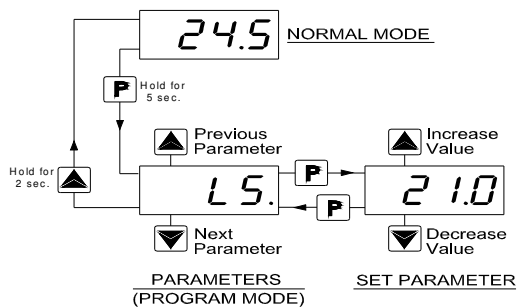 24.5
NORMAL MODE
P
Hold for
5 sec.
Previous
Parameter
Increase
Value
Hold for
2 sec.
LS.
P
P
21.0
Next
Parameter
Decrease
Value
PARAMETERS
(PROGRAM MODE)
SET PARAMETER